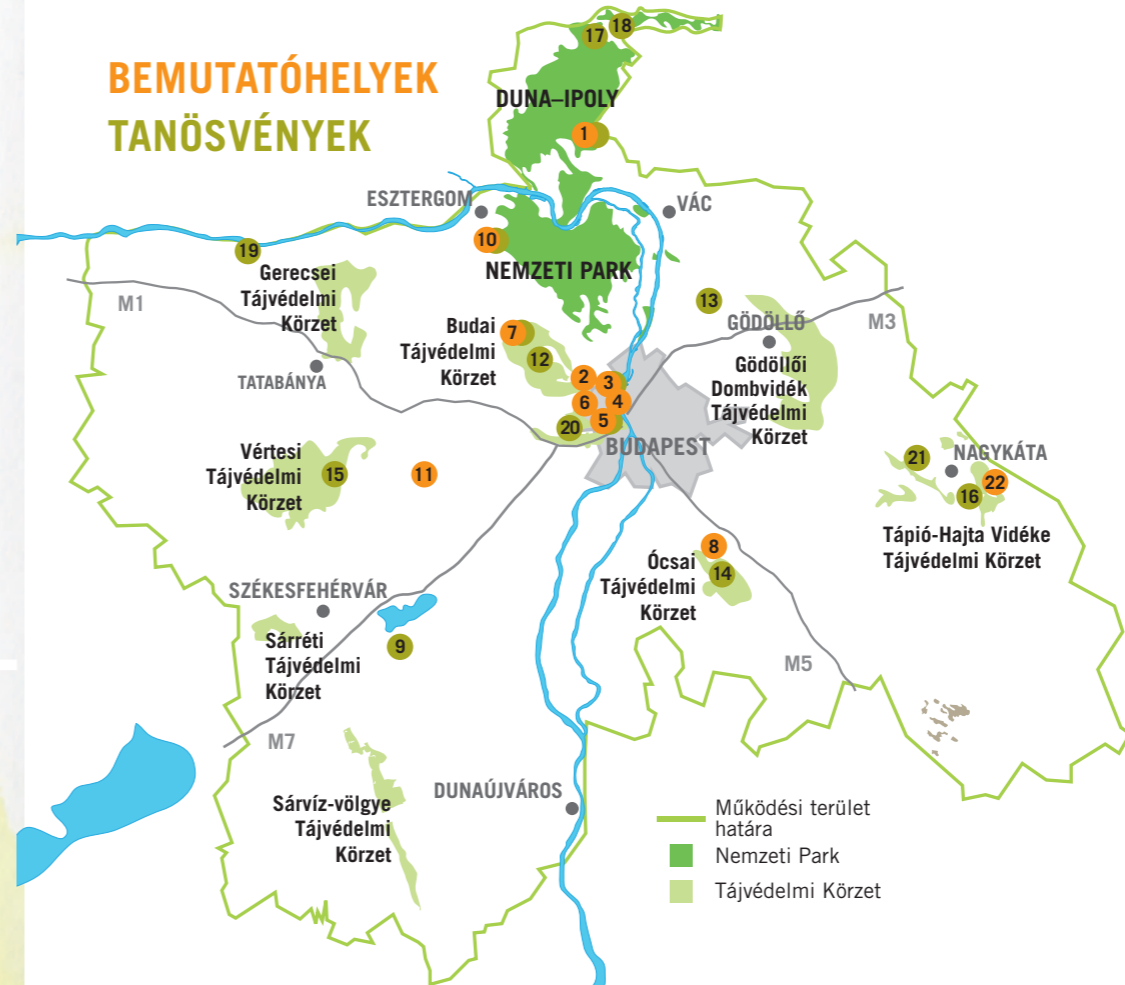 BEMUTATÓHELYEK
TANÖSVÉNYEK
17
18
DUNA–IPOLY
1
ESZTERGOM
VÁC
10
NEMZETI PARK
19
Gerecsei
Tájvédelmi
Körzet
M1
TATABÁNYA
Budai
Tájvédelmi
Körzet
7
12
13
GÖDÖLLŐ
M3
Gödöllői
Dombvidék
Tájvédelmi
Körzet
2
3
6
4
5
20
BUDAPEST
Vértesi
Tájvédelmi
Körzet
15
11
21
NAGYKÁTA
22
16
Tápió-Hajta Vidéke
Tájvédelmi Körzet
8
Ócsai
Tájvédelmi
Körzet
14
SZÉKESFEHÉRVÁR
Sárréti
Tájvédelmi
Körzet
9
M5
M7
Sárvíz-völgye
Tájvédelmi
Körzet
DUNAÚJVÁROS
Működési terület
határa
Nemzeti Park
Tájvédelmi Körzet